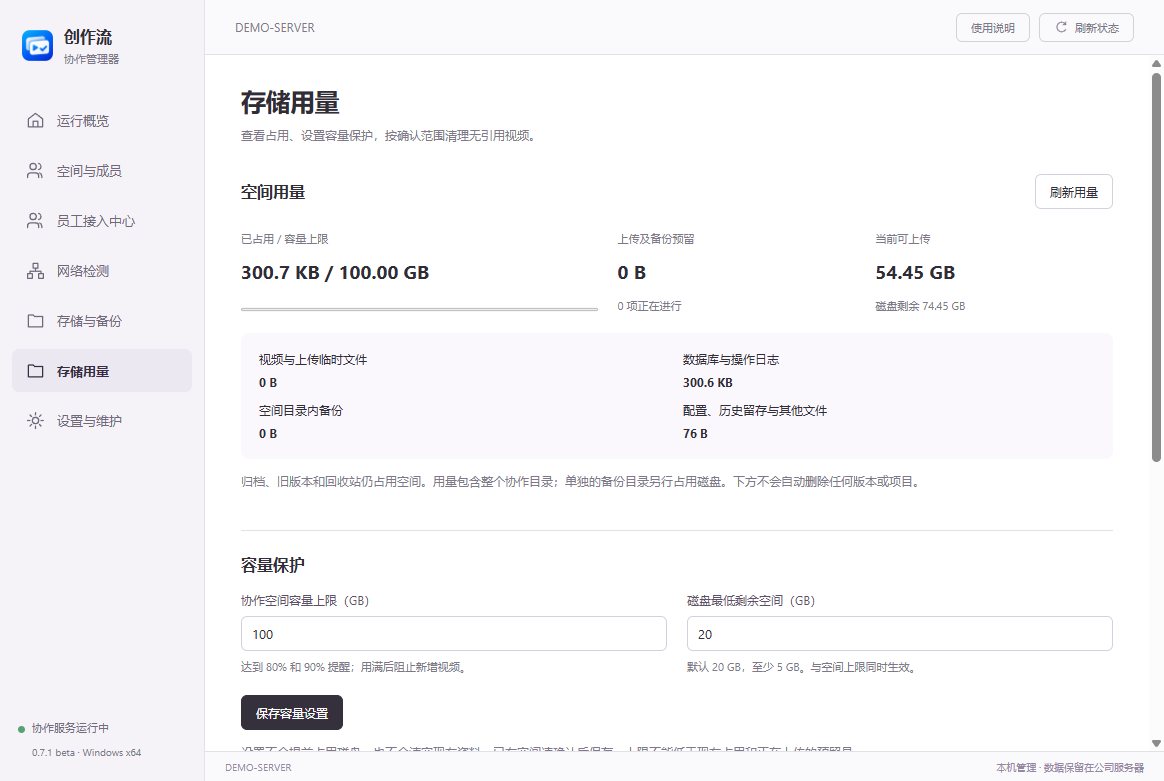 创作流
协作管理器
运行概览
空间与成员
员工接入中心
网络检测
存储与备份
存储用量
设置与维护
协作服务运行中
0.7.1 beta · Windows x64
DEMO-SERVER
使用说明
刷新状态
存储用量
查看占用、设置容量保护，按确认范围清理无引用视频。
空间用量
刷新用量
已占用 / 容量上限
300.7 KB / 100.00 GB
上传及备份预留
0 B
0 项正在进行
当前可上传
54.45 GB
磁盘剩余 74.45 GB
视频与上传临时文件
0 B
数据库与操作日志
300.6 KB
空间目录内备份
0 B
配置、历史留存与其他文件
76 B
归档、旧版本和回收站仍占用空间。用量包含整个协作目录；单独的备份目录另行占用磁盘。下方不会自动删除任何版本或项目。
容量保护
协作空间容量上限（GB）
100
达到 80% 和 90% 提醒；用满后阻止新增视频。
磁盘最低剩余空间（GB）
20
默认 20 GB，至少 5 GB。与空间上限同时生效。
保存容量设置
DEMO-SERVER
本机管理 · 数据保留在公司服务器